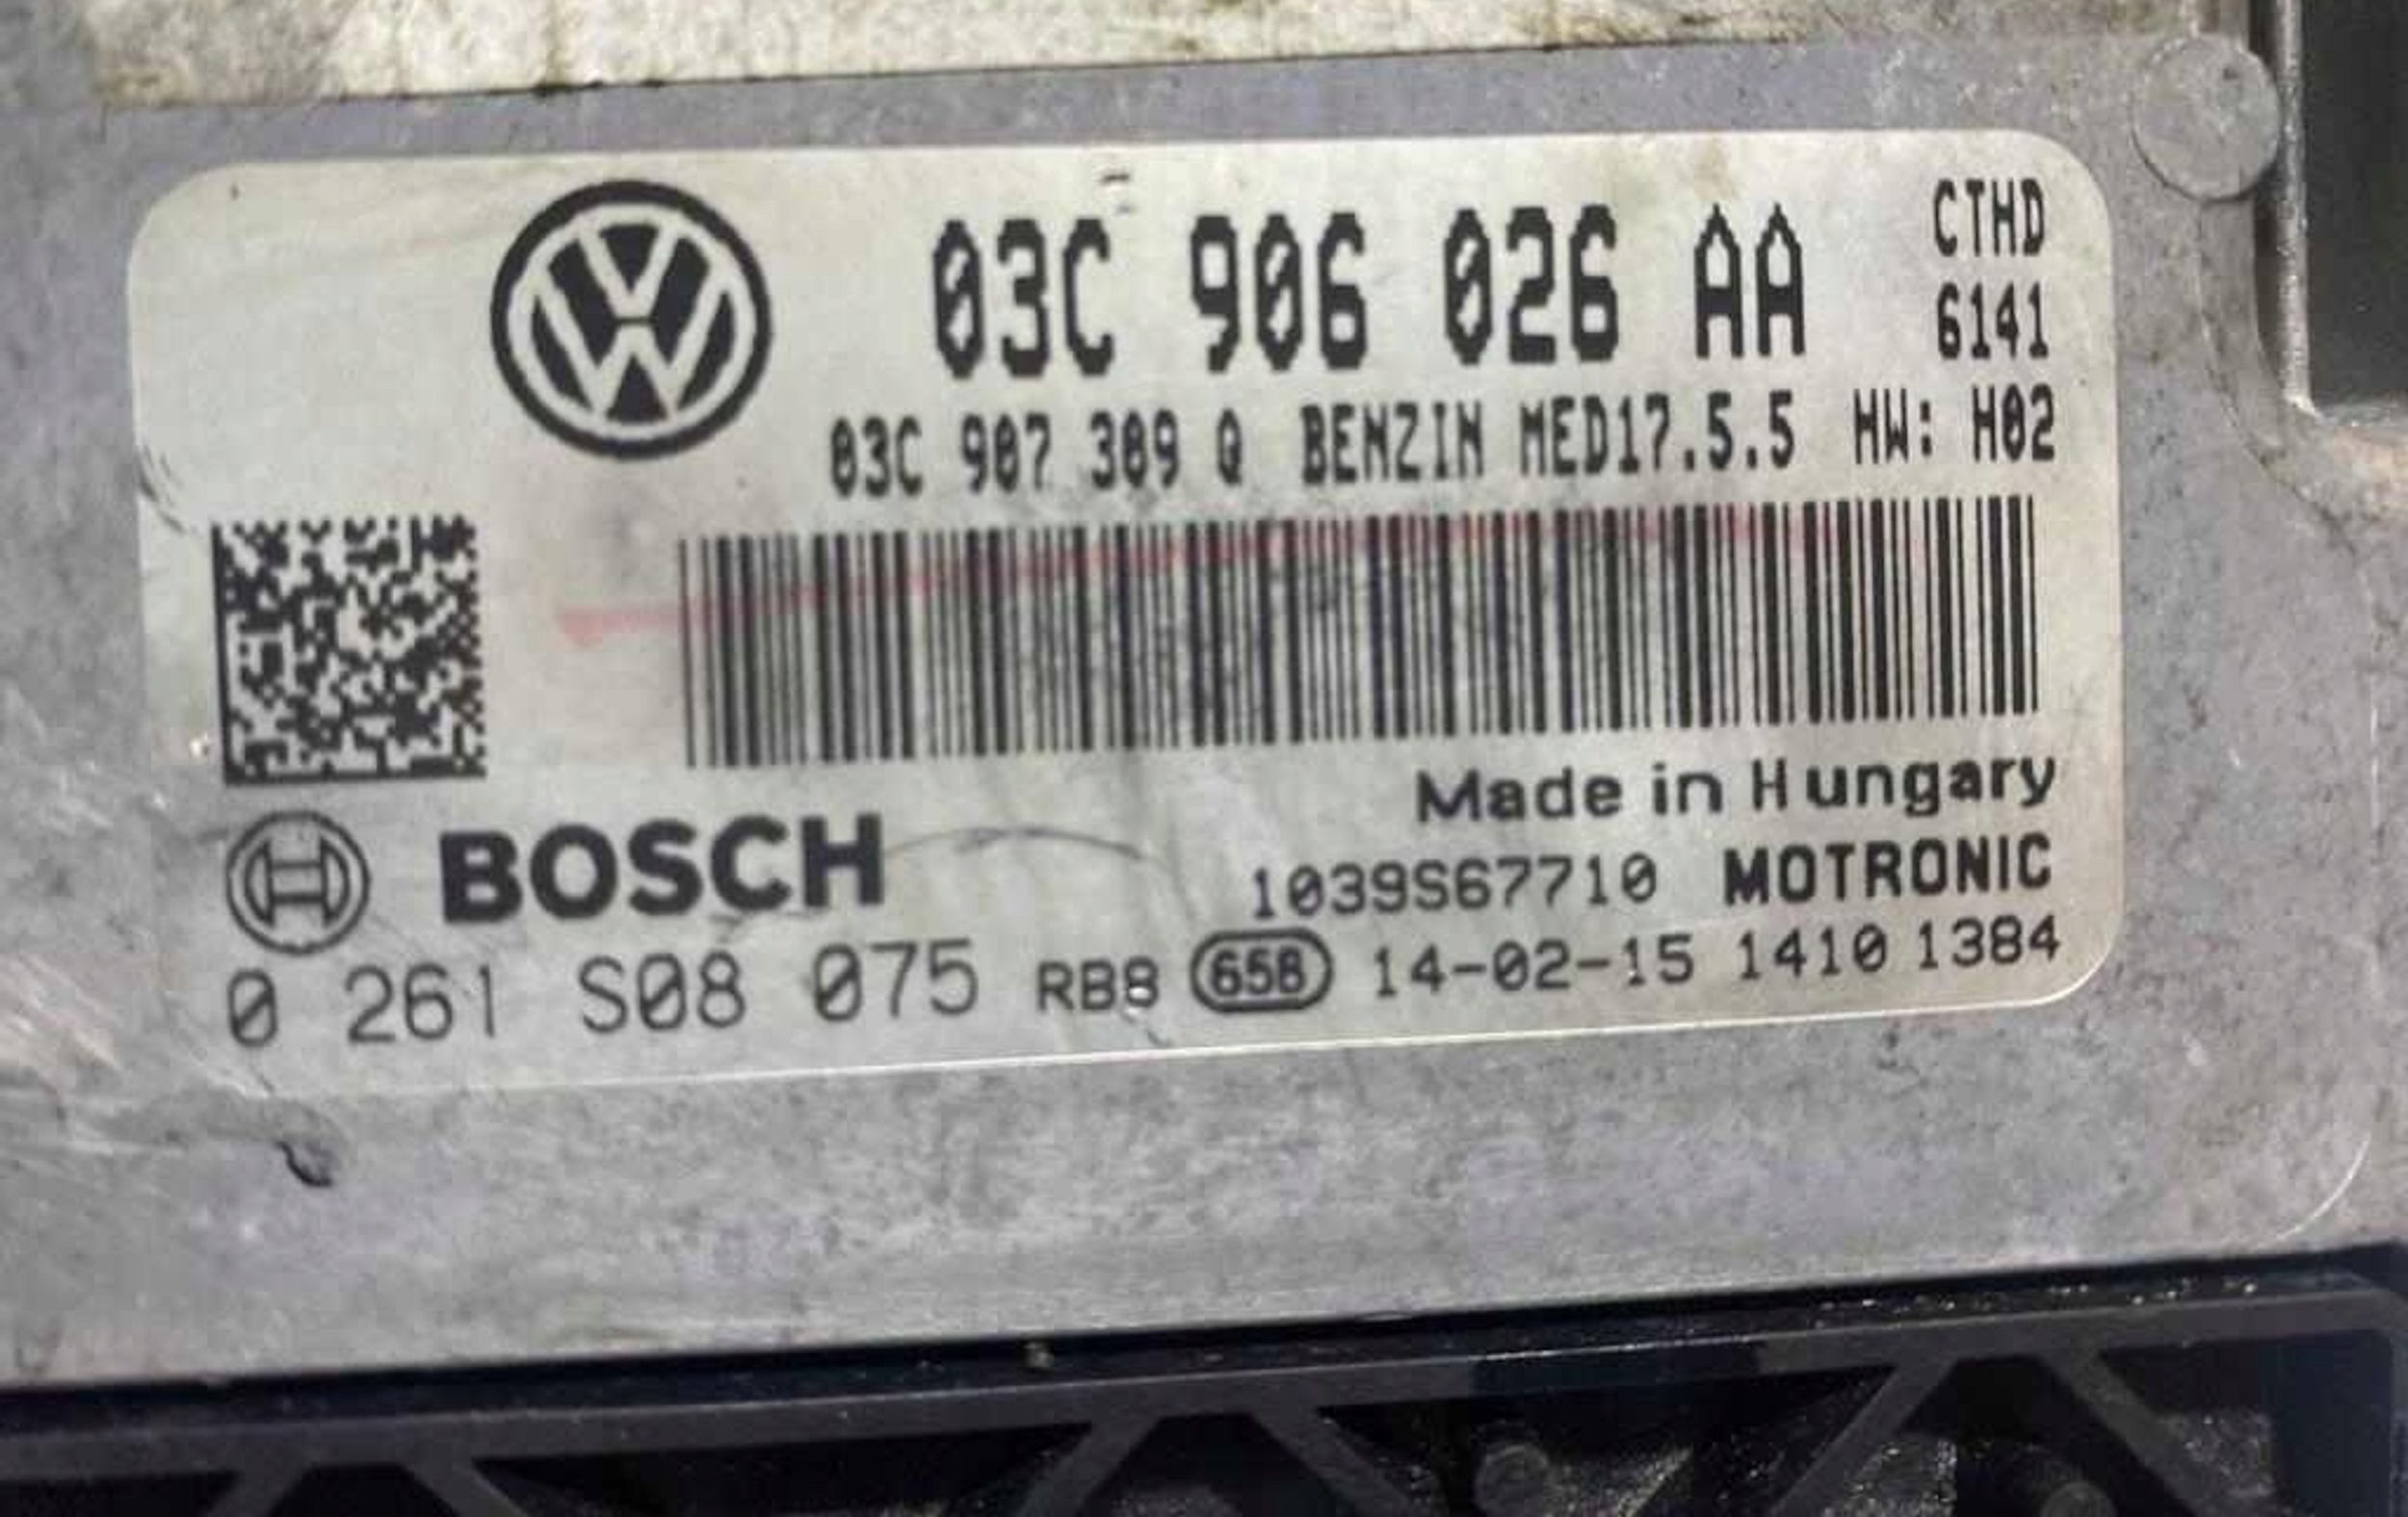 03C 906 026 AA
CTHD
6141
03C 907 309 Q BENZIN MED17.5.5 HW: H02
Made in Hungary
BOSCH
1039S67710 MOTRONIC
0 261 S08 075 RB8 658 14-02-15 1410 1384